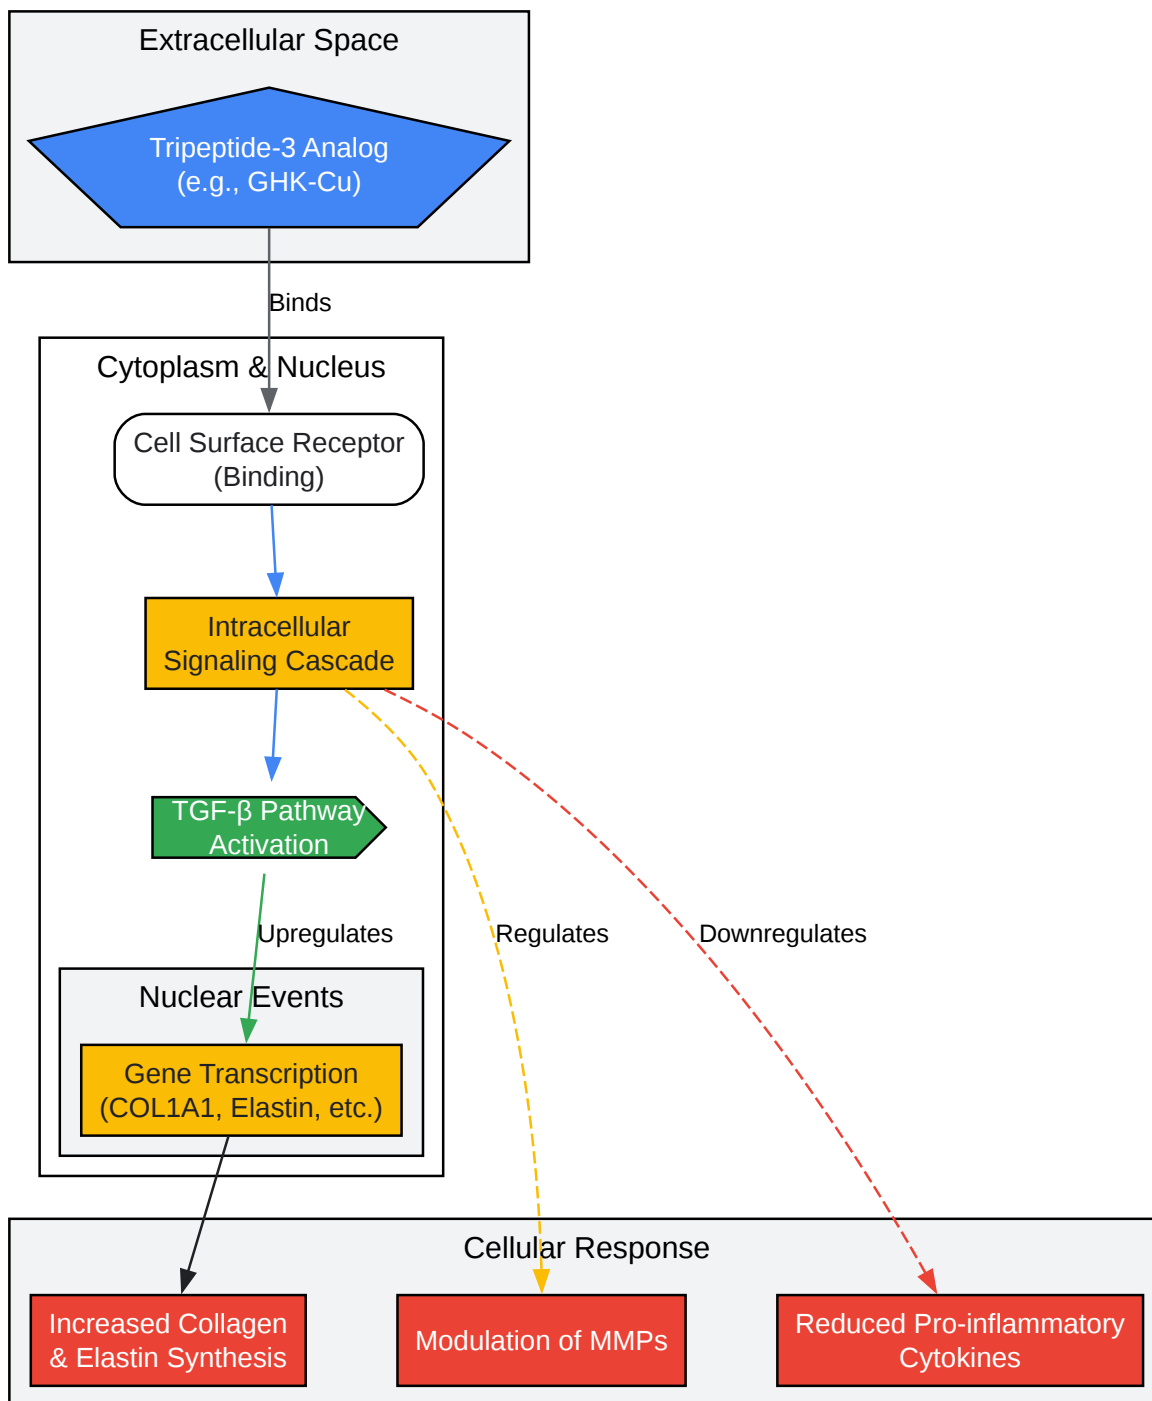 Extracellular Space
Tripeptide-3 Analog
(e.g., GHK-Cu)
Binds
Cytoplasm & Nucleus
Cell Surface Receptor
(Binding)
Intracellular
Signaling Cascade
TGF-β Pathway
Activation
Upregulates
Regulates
Downregulates
Nuclear Events
Gene Transcription
(COL1A1, Elastin, etc.)
Cellular Response
Increased Collagen
& Elastin Synthesis
Modulation of MMPs
Reduced Pro-inflammatory
Cytokines